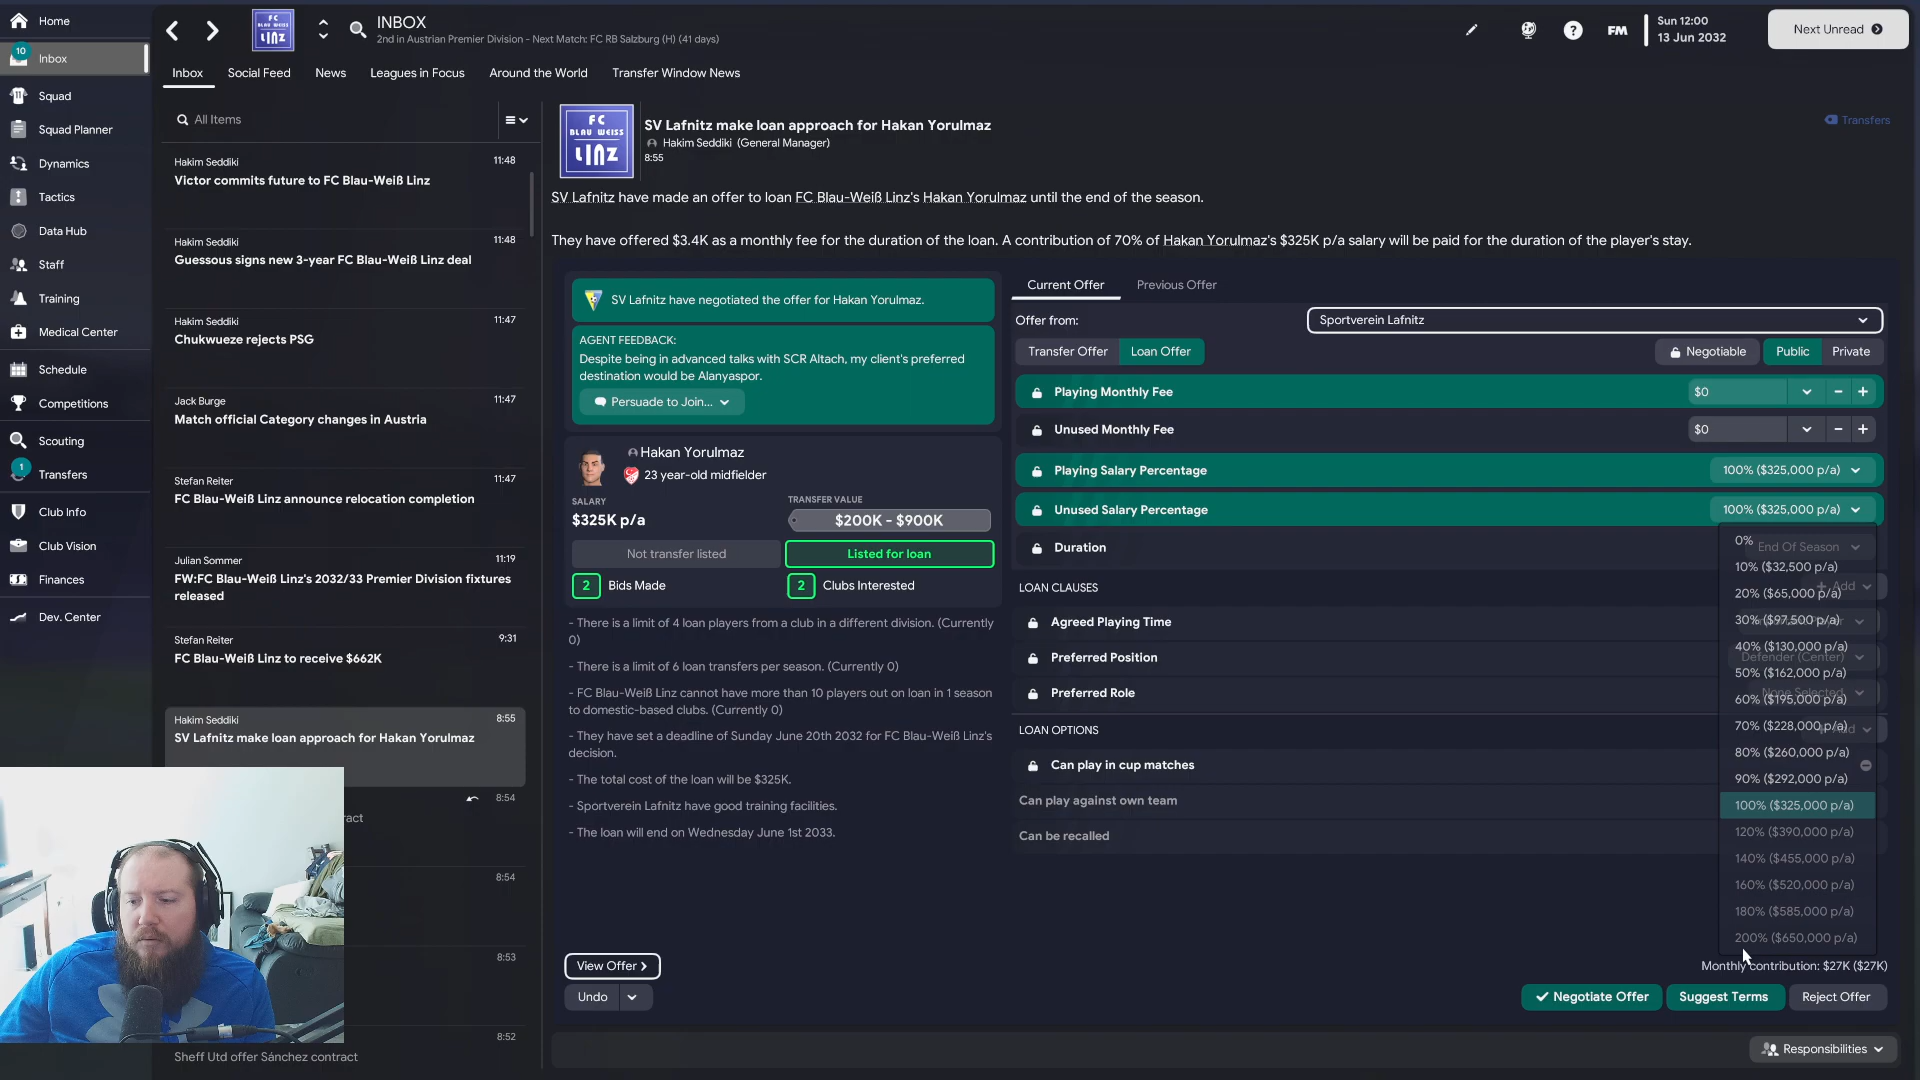 Home
10
Inbox
Squad
Squad Planner
Dynamics
Tactics
Data Hub
Staff
Training
Medical Center
Schedule
Competitions
Scouting
1
Transfers
Club Info
Club Vision
Finances
Dev. Center
FC
BLAU WEISS
LINZ
INBOX
2nd in Austrian Premier Division - Next Match: FC RB Salzburg (H) (41 days)
?
FM
Sun 12:00
13 Jun 2032
Next Unread
Inbox Social Feed News Leagues in Focus Around the World Transfer Window News
All Items
Hakim Seddiki 11:48
Victor commits future to FC Blau-Weiß Linz
Hakim Seddiki 11:48
Guessous signs new 3-year FC Blau-Weiß Linz deal
Hakim Seddiki 11:47
Chukwueze rejects PSG
Jack Burge 11:47
Match official Category changes in Austria
Stefan Reiter 11:47
FC Blau-Weiß Linz announce relocation completion
Julian Sommer 11:19
FW:FC Blau-Weiß Linz's 2032/33 Premier Division fixtures
released
Stefan Reiter 9:31
FC Blau-Weiß Linz to receive $662K
Hakim Seddiki 8:55
SV Lafnitz make loan approach for Hakan Yorulmaz
8:54
ract
8:54
8:53
8:52
Sheff Utd offer Sánchez contract
FC
BLAU WEISS
LINZ
SV Lafnitz make loan approach for Hakan Yorulmaz
Hakim Seddiki (General Manager)
8:55
Transfers
SV Lafnitz have made an offer to loan FC Blau-Weiß Linz's Hakan Yorulmaz until the end of the season.
They have offered $3.4K as a monthly fee for the duration of the loan. A contribution of 70% of Hakan Yorulmaz's $325K p/a salary will be paid for the duration of the player's stay.
SV Lafnitz have negotiated the offer for Hakan Yorulmaz.
AGENT FEEDBACK:
Despite being in advanced talks with SCR Altach, my client's preferred
destination would be Alanyaspor.
Persuade to Join...
Hakan Yorulmaz
23 year-old midfielder
SALARY
$325K p/a
TRANSFER VALUE
$200K - $900K
Not transfer listed
Listed for loan
2 Bids Made
2 Clubs Interested
- There is a limit of 4 loan players from a club in a different division. (Currently
0)
- There is a limit of 6 loan transfers per season. (Currently 0)
- FC Blau-Weiß Linz cannot have more than 10 players out on loan in 1 season
to domestic-based clubs. (Currently 0)
- They have set a deadline of Sunday June 20th 2032 for FC Blau-Weiß Linz's
decision.
- The total cost of the loan will be $325K.
- Sportverein Lafnitz have good training facilities.
- The loan will end on Wednesday June 1st 2033.
View Offer
Undo
Current Offer Previous Offer
Offer from: Sportverein Lafnitz
Transfer Offer Loan Offer Negotiable Public Private
Playing Monthly Fee $0
Unused Monthly Fee $0
Playing Salary Percentage 100% ($325,000 p/a)
Unused Salary Percentage 100% ($325,000 p/a)
Duration End Of Season
LOAN CLAUSES Add
Agreed Playing Time
Preferred Position Defender (Center)
Preferred Role None Selected
LOAN OPTIONS Add
Can play in cup matches
Can play against own team
Can be recalled
0%
10% ($32,500 p/a)
20% ($65,000 p/a)
30% ($97,500 p/a)
40% ($130,000 p/a)
50% ($162,000 p/a)
60% ($195,000 p/a)
70% ($228,000 p/a)
80% ($260,000 p/a)
90% ($292,000 p/a)
100% ($325,000 p/a)
120% ($390,000 p/a)
140% ($455,000 p/a)
160% ($520,000 p/a)
180% ($585,000 p/a)
200% ($650,000 p/a)
Monthly contribution: $27K ($27K)
Negotiate Offer Suggest Terms Reject Offer
Responsibilities